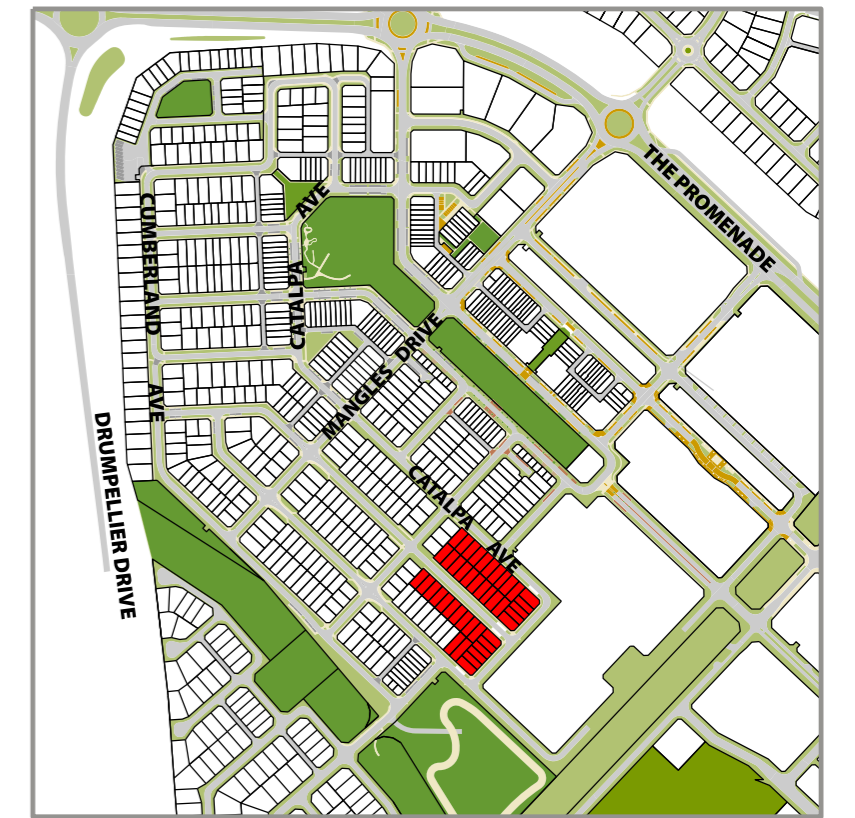 THE PROMENADE
AVE
CATALPA
CUMBERLAND
AVE
MANGLES DRIVE
DRUMPELLIER DRIVE
CATALPA
AVE